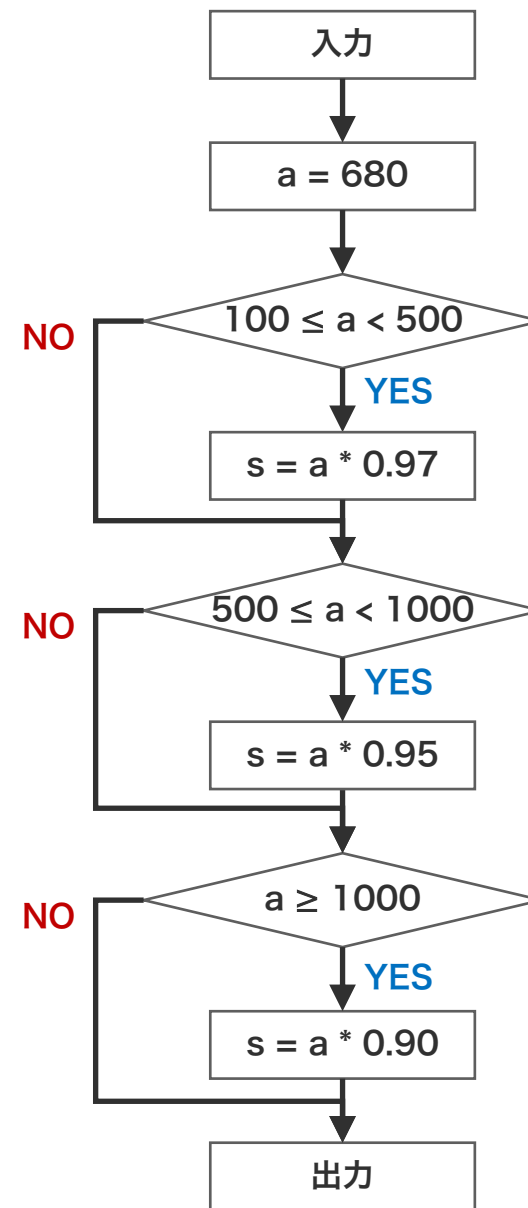 入力
a = 680
100 ≤ a < 500
NO
YES
s = a * 0.97
500 ≤ a < 1000
NO
YES
s = a * 0.95
a ≥ 1000
NO
YES
s = a * 0.90
出力